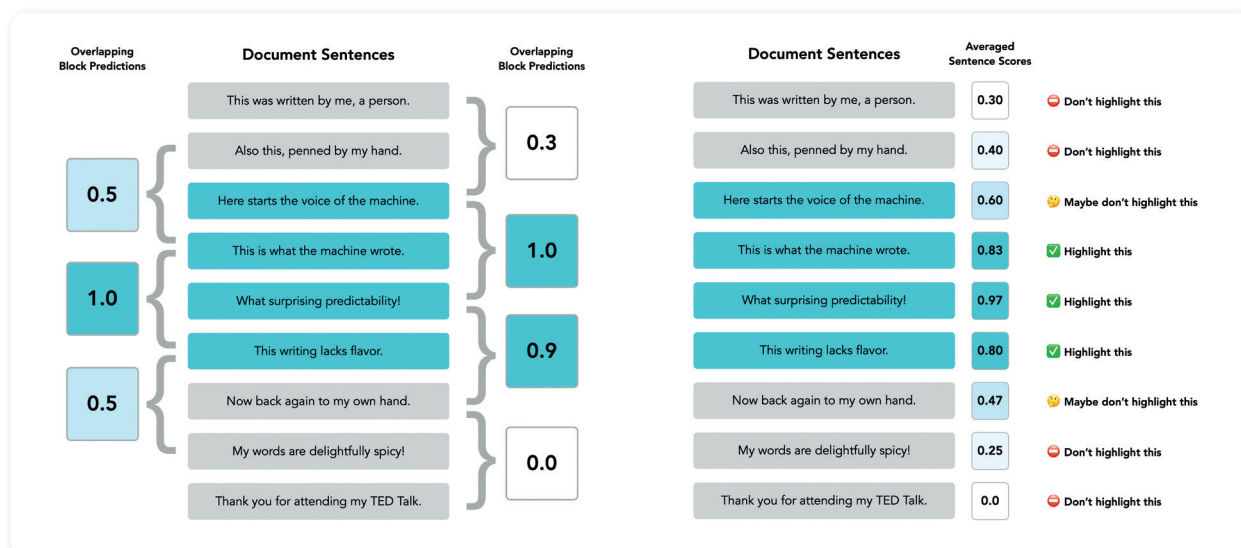 Overlapping
Block Predictions
Document Sentences
Overlapping
Block Predictions
This was written by me, a person.
Also this, penned by my hand.
Here starts the voice of the machine.
This is what the machine wrote.
What surprising predictability!
This writing lacks flavor.
Now back again to my own hand.
My words are delightfully spicy!
Thank you for attending my TED Talk.
0.5
1.0
0.5
0.3
1.0
0.9
0.0
Document Sentences
Averaged
Sentence Scores
This was written by me, a person. 0.30 Don't highlight this
Also this, penned by my hand. 0.40 Don't highlight this
Here starts the voice of the machine. 0.60 Maybe don't highlight this
This is what the machine wrote. 0.83 Highlight this
What surprising predictability! 0.97 Highlight this
This writing lacks flavor. 0.80 Highlight this
Now back again to my own hand. 0.47 Maybe don't highlight this
My words are delightfully spicy! 0.25 Don't highlight this
Thank you for attending my TED Talk. 0.0 Don't highlight this